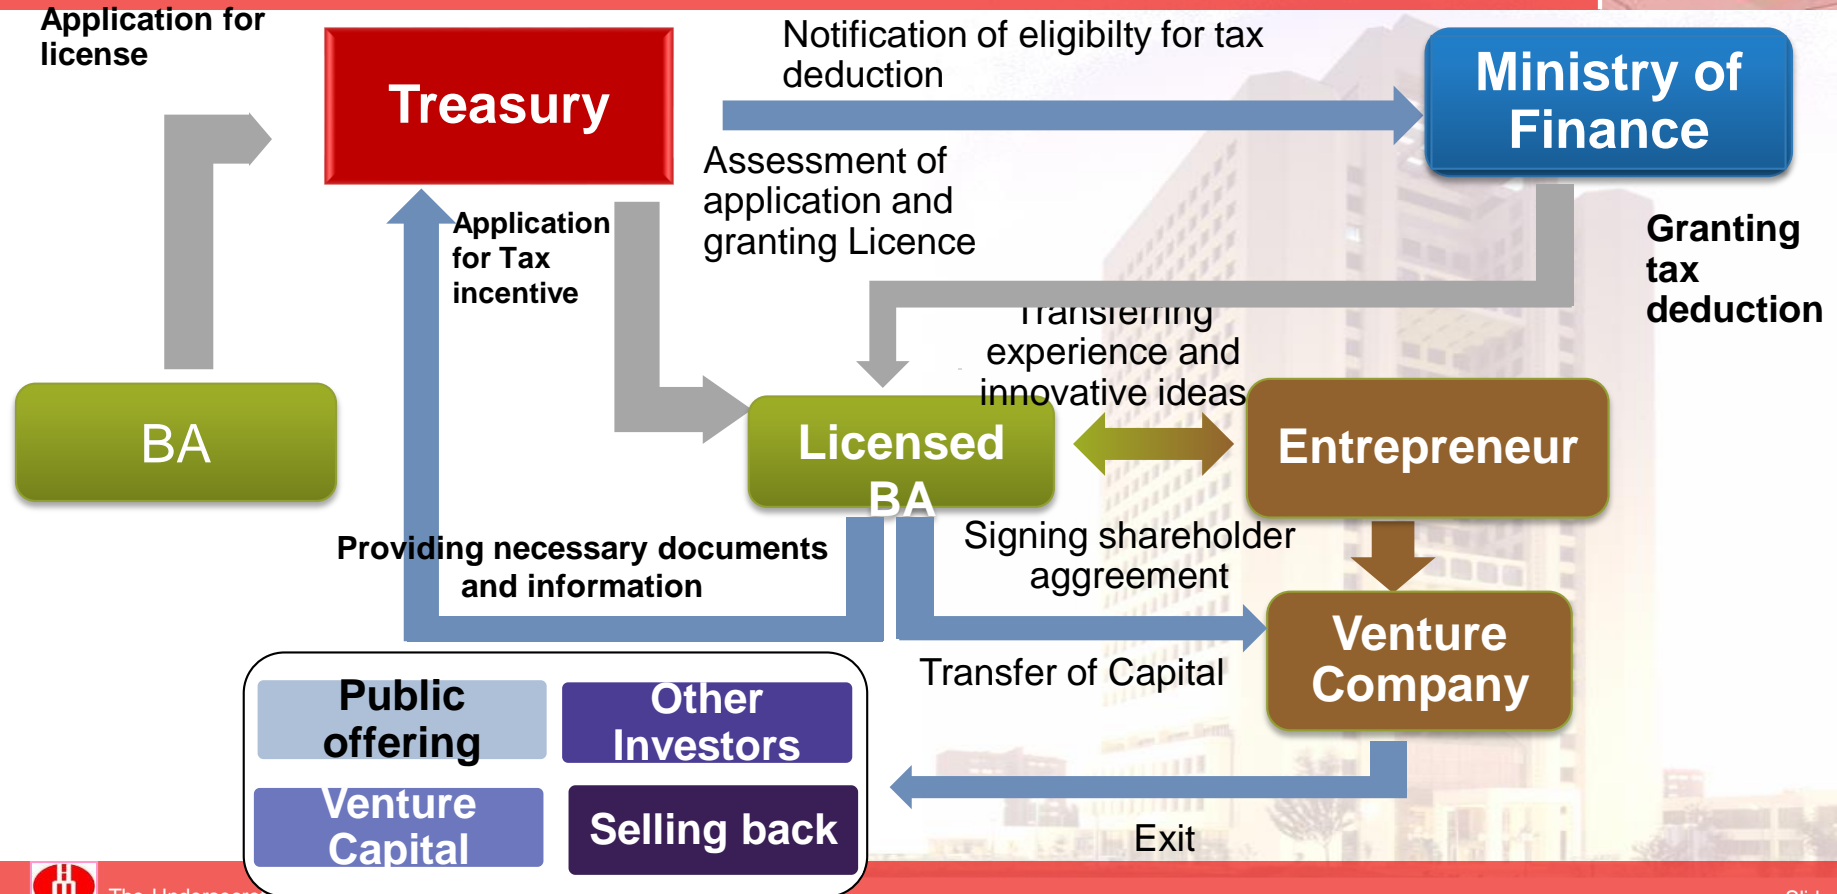 Application for
license
Treasury
Notification of eligibilty for tax
deduction
Ministry of
Finance
Assessment of
application and
granting Licence
Application
for Tax
incentive
Granting
tax
deduction
Transferring
experience and
innovative ideas
BA
Licensed
BA
Entrepreneur
Providing necessary documents
and information
Signing shareholder
aggreement
Venture
Company
Transfer of Capital
Public
offering
Other
Investors
Venture
Capital
Selling back
Exit
The